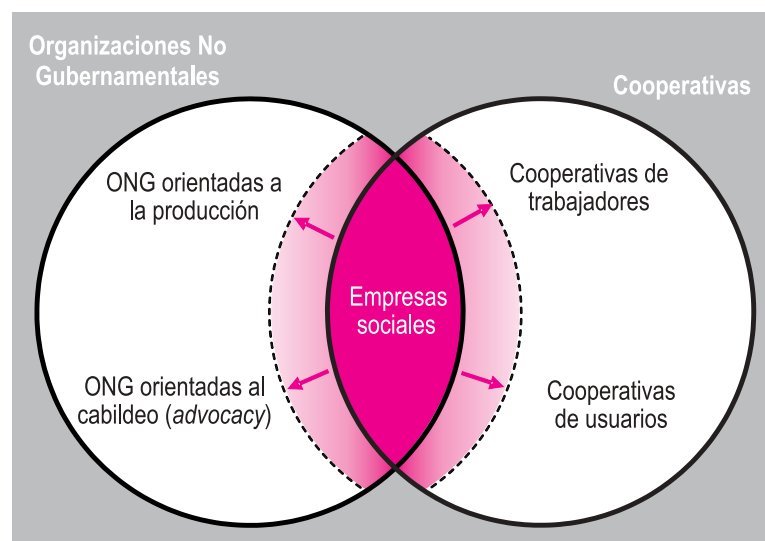 Organizaciones No
Gubernamentales
Cooperativas
ONG orientadas a
la producción
Cooperativas de
trabajadores
Empresas
sociales
ONG orientadas al
cabildeo (advocacy)
Cooperativas
de usuarios